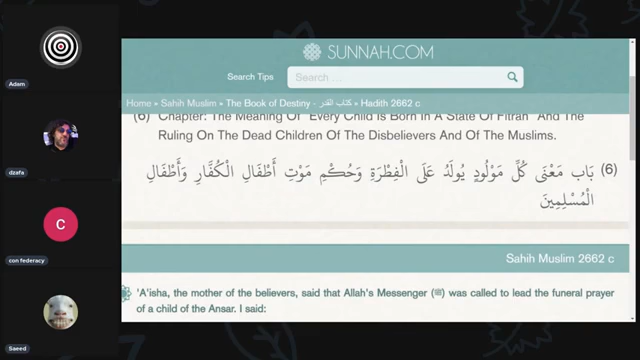 Adam
dzafa
C
con federacy
Saeed
SUNNAH.COM
Search Tips
Search ...
Home » Sahih Muslim » The Book of Destiny - كتاب القدر » Hadith 2662 c
(6) Chapter: The Meaning Of "Every Child Is Born In A State Of Fitrah" And The
Ruling On The Dead Children Of The Disbelievers And Of The Muslims.
(6) بَاب مَعْنَى كُلِّ مَوْلُودٍ يُولَدُ عَلَى الْفِطْرَةِ وَحُكْمِ مَوْتِ أَطْفَالِ الْكُفَّارِ وَأَطْفَالِ
الْمُسْلِمِينَ
Sahih Muslim 2662 c
'A'isha, the mother of the believers, said that Allah's Messenger (ﷺ) was called to lead the funeral prayer
of a child of the Ansar. I said: